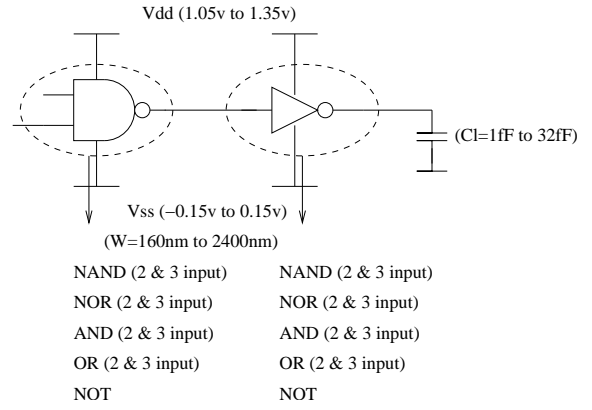 Vdd (1.05v to 1.35v)
(Cl=1fF to 32fF)
Vss (−0.15v to 0.15v)
(W=160nm to 2400nm)
NAND (2 & 3 input) NAND (2 & 3 input)
NOR (2 & 3 input) NOR (2 & 3 input)
AND (2 & 3 input) AND (2 & 3 input)
OR (2 & 3 input) OR (2 & 3 input)
NOT NOT